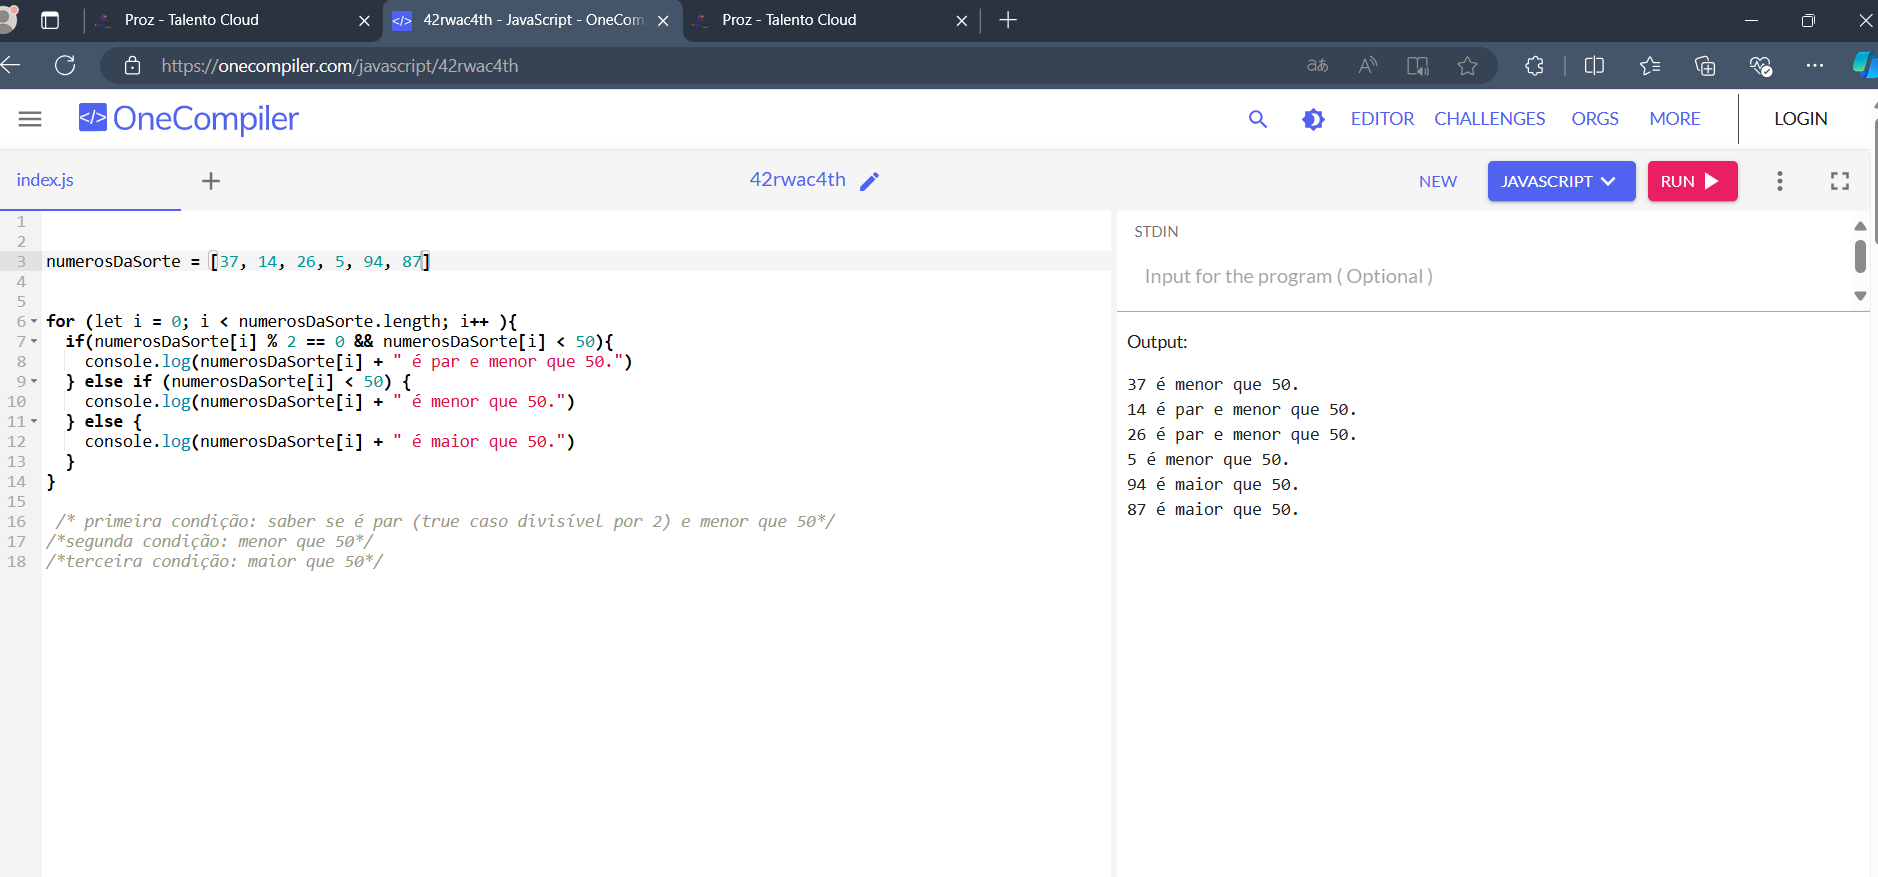 Proz - Talento Cloud
42rwac4th - JavaScript - OneCom
Proz - Talento Cloud
https://onecompiler.com/javascript/42rwac4th
aあ
</> OneCompiler
EDITOR
CHALLENGES
ORGS
MORE
LOGIN
index.js
42rwac4th
NEW
JAVASCRIPT
RUN
1
2
3 numerosDaSorte = [37, 14, 26, 5, 94, 87]
4
5
6 for (let i = 0; i < numerosDaSorte.length; i++ ){
7 if(numerosDaSorte[i] % 2 == 0 && numerosDaSorte[i] < 50){
8 console.log(numerosDaSorte[i] + " é par e menor que 50.")
9 } else if (numerosDaSorte[i] < 50) {
10 console.log(numerosDaSorte[i] + " é menor que 50.")
11 } else {
12 console.log(numerosDaSorte[i] + " é maior que 50.")
13 }
14 }
15
16 /* primeira condição: saber se é par (true caso divisível por 2) e menor que 50*/
17 /*segunda condição: menor que 50*/
18 /*terceira condição: maior que 50*/
STDIN
Input for the program ( Optional )
Output:
37 é menor que 50.
14 é par e menor que 50.
26 é par e menor que 50.
5 é menor que 50.
94 é maior que 50.
87 é maior que 50.